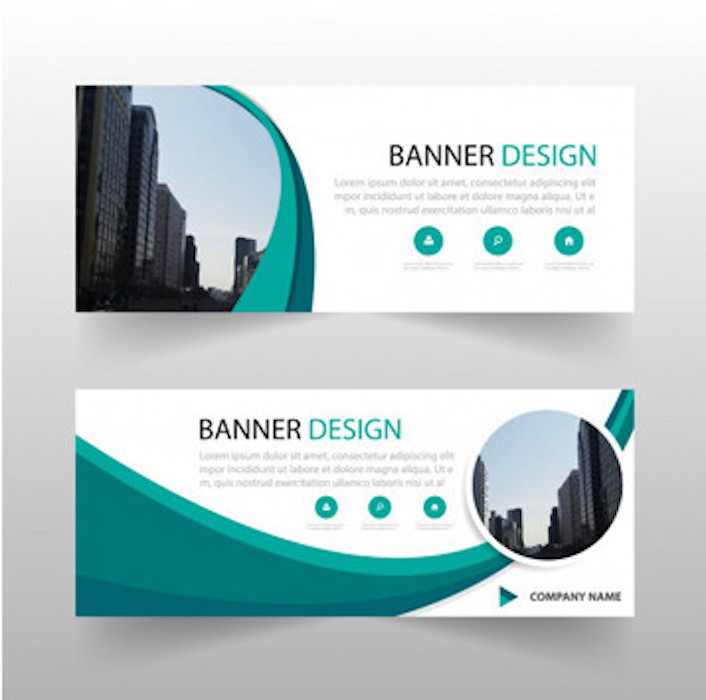 BANNER DESIGN
Lorem ipsum dolor sit amet, consectetur adipiscing elit
mpor incididunt ut labore et dolore magna aliqua. Ut e
m, quis nostrud exercitation ullamco laboris nisi ut al
BANNER DESIGN
Lorem ipsum dolor sit amet, consectetur adipiscing elit
mpor incididunt ut labore et dolore magna aliqua. Ut e
m, quis nostrud exercitation ullamco laboris nisi ut al
COMPANY NAME